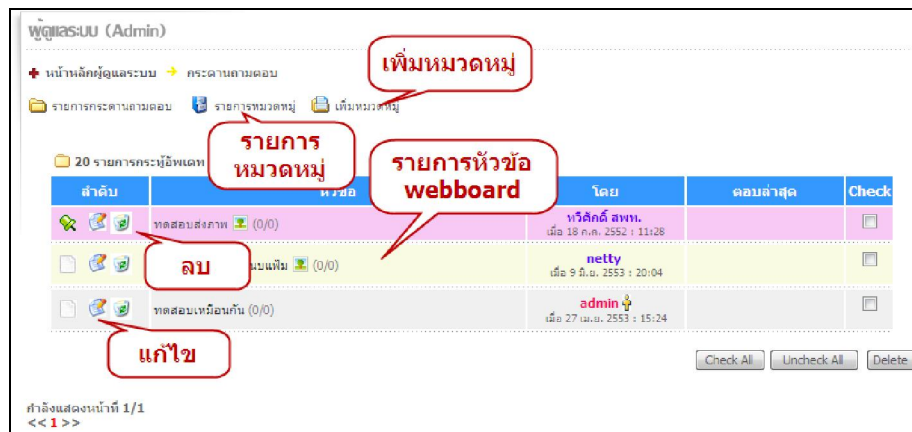 ผู้ดูแลระบบ (Admin)
หน้าหลักผู้ดูแลระบบ กระดานถามตอบ
เพิ่มหมวดหมู่
รายการกระดานถามตอบ รายการหมวดหมู่ เพิ่มหมวดหมู่
รายการ
หมวดหมู่
รายการหัวข้อ
webboard
20 รายการกระทู้อัพเดท
ลำดับ หัวข้อ โดย ตอบล่าสุด Check
ทดสอบส่งภาพ (0/0) ทวีศักดิ์ สพท.
เมื่อ 18 ก.ค. 2552 : 11:28
ลบ
นบแฟ้ม (0/0) netty
เมื่อ 9 มิ.ย. 2553 : 20:04
ทดสอบเหมือนกัน (0/0) admin
เมื่อ 27 เม.ย. 2553 : 15:24
แก้ไข
Check All Uncheck All Delete
กำลังแสดงหน้าที่ 1/1
<< 1 >>